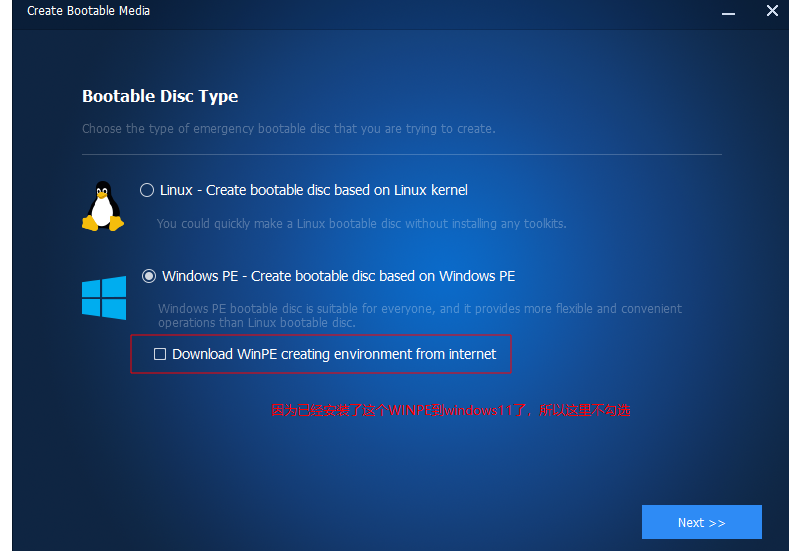 Create Bootable Media
Bootable Disc Type
Choose the type of emergency bootable disc that you are trying to create.
Linux - Create bootable disc based on Linux kernel
You could quickly make a Linux bootable disc without installing any toolkits.
Windows PE - Create bootable disc based on Windows PE
Windows PE bootable disc is suitable for everyone, and it provides more flexible and convenient
operations than Linux bootable disc.
Download WinPE creating environment from internet
因为已经安装了这个WINPE到windows11了，所以这里不勾选
Next >>